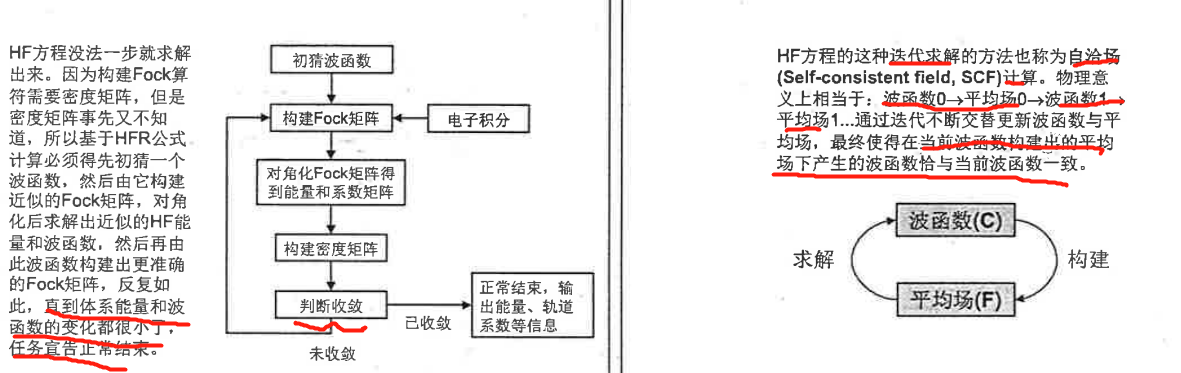 HF方程没法一步就求解
出来。因为构建Fock算
符需要密度矩阵，但是
密度矩阵事先又不知
道，所以基于HFR公式
计算必须得先初猜一个
波函数，然后由它构建
近似的Fock矩阵，对角
化后求解出近似的HF能
量和波函数，然后再由
此波函数构建出更准确
的Fock矩阵，反复如
此，直到体系能量和波
函数的变化都很小了，
任务宣告正常结束。
初猜波函数
构建Fock矩阵
电子积分
对角化Fock矩阵得
到能量和系数矩阵
构建密度矩阵
判断收敛
已收敛
正常结束，输
出能量、轨道
系数等信息
未收敛
HF方程的这种迭代求解的方法也称为自洽场
(Self-consistent field, SCF)计算。物理意
义上相当于：波函数0→平均场0→波函数1→
平均场1...通过迭代不断交替更新波函数与平
均场，最终使得在当前波函数构建出的平均
场下产生的波函数恰与当前波函数一致。
波函数(C)
求解
构建
平均场(F)